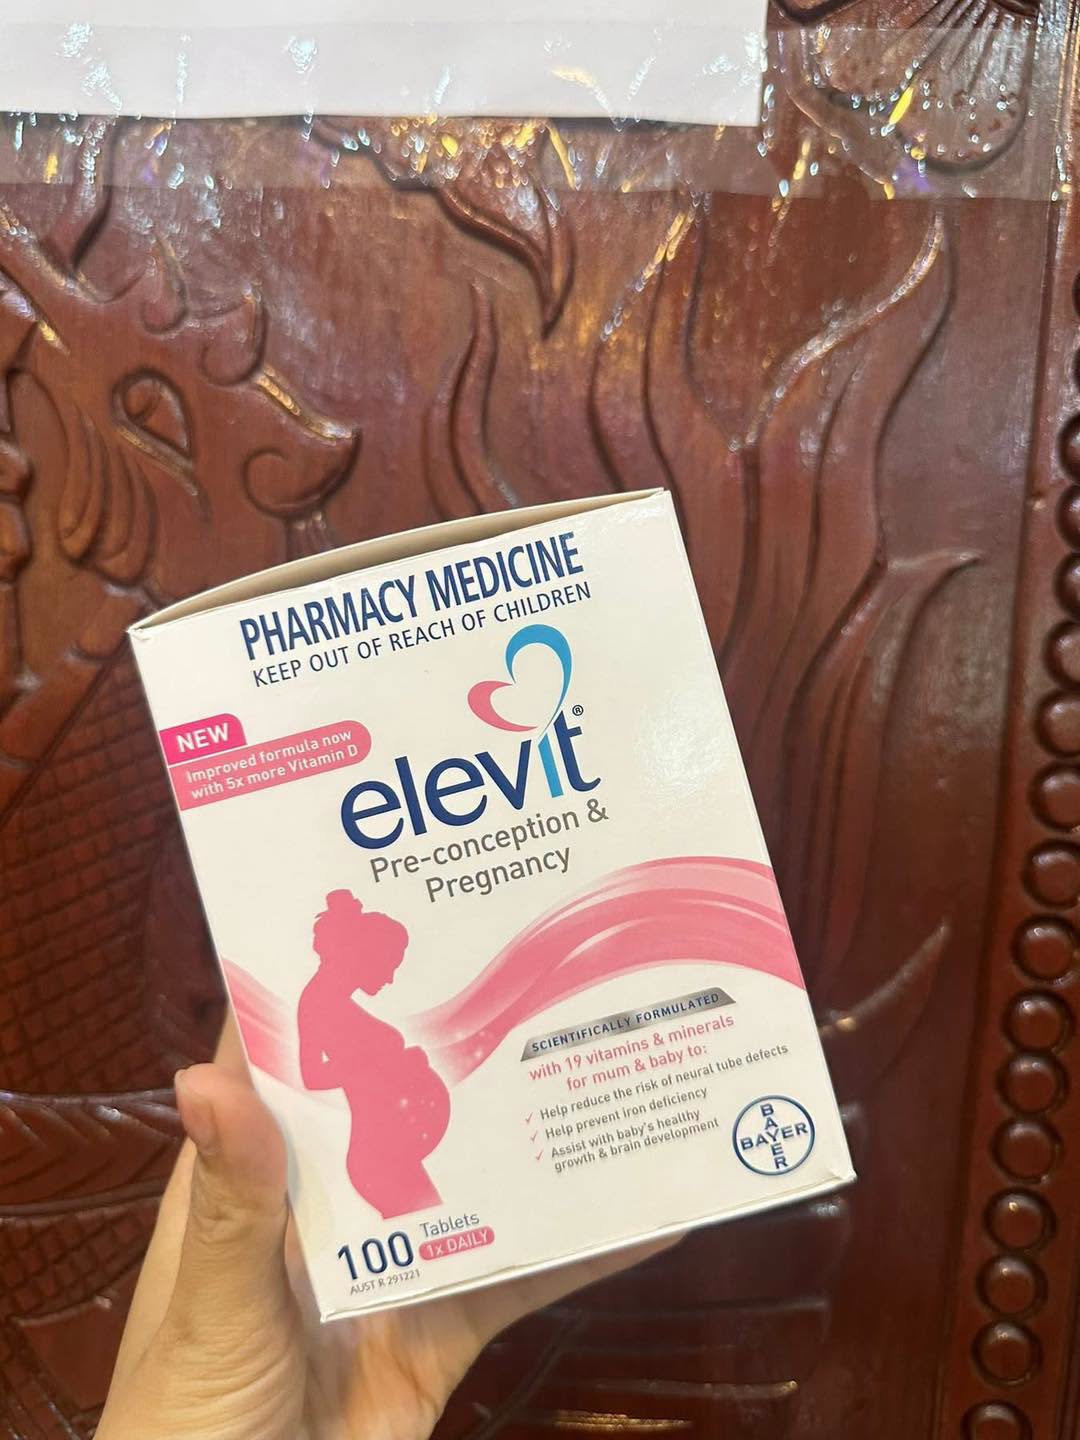 PHARMACY MEDICINE
KEEP OUT OF REACH OF CHILDREN
NEW
Improved formula now
with 5x more Vitamin D
elevit®
Pre-conception &
Pregnancy
SCIENTIFICALLY FORMULATED
with 19 vitamins & minerals
for mum & baby to:
✓ Help reduce the risk of neural tube defects
✓ Help prevent iron deficiency
✓ Assist with baby's healthy
growth & brain development
BAYER
BAYER
100 Tablets
1x DAILY
AUST R 291221